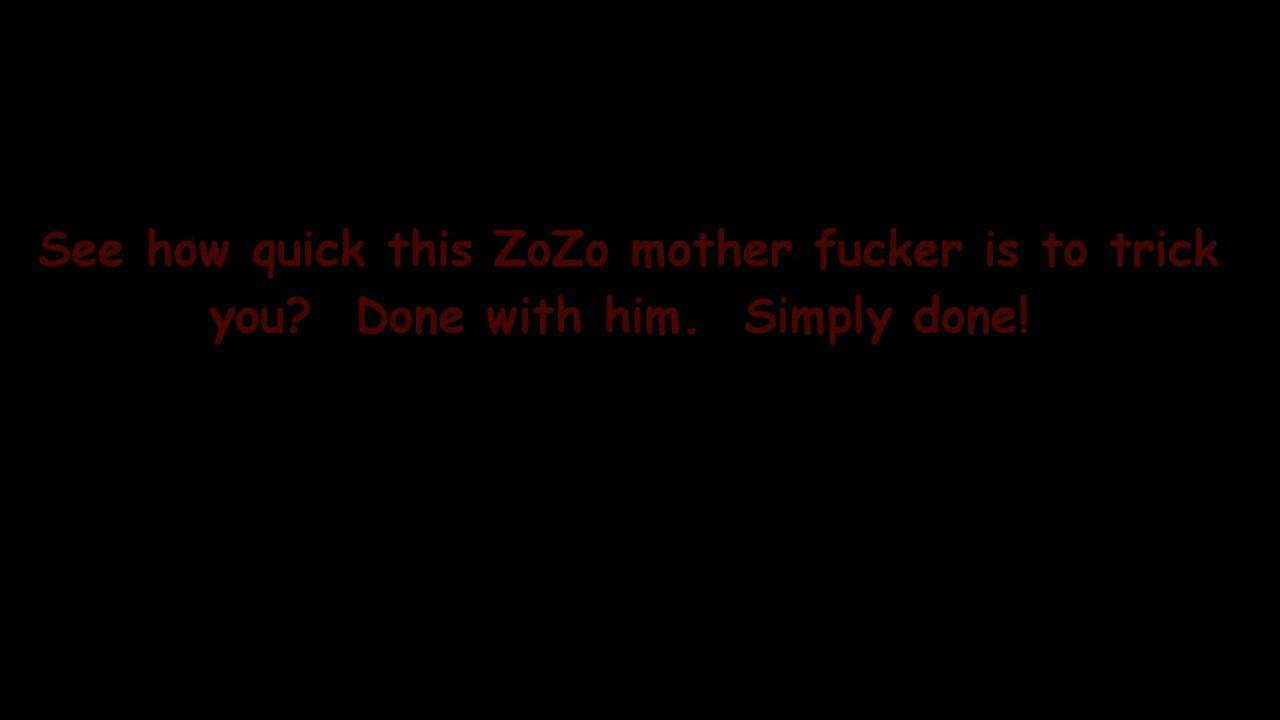 See how quick this ZoZo mother fucker is to trick
you?  Done with him.  Simply done!